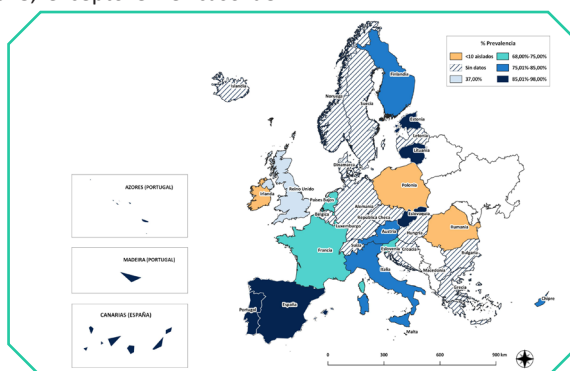 % Prevalencia
<10 aislados
68,00%-75,00%
Sin datos
75,01%-85,00%
37,00%
85,01%-98,00%
Islandia
Finlandia
Noruega
Suecia
Estonia
Letonia
Lituania
Dinamarca
Irlanda
Reino Unido
Países Bajos
Polonia
Alemania
Bélgica
República Checa
Luxemburgo
Eslovaquia
Austria
Hungría
Rumania
Francia
Suiza
Eslovenia
Croacia
Italia
Bulgaria
Macedonia
Grecia
Portugal
España
Malta
Chipre
AZORES (PORTUGAL)
MADEIRA (PORTUGAL)
CANARIAS (ESPAÑA)
0
300
600
900 km